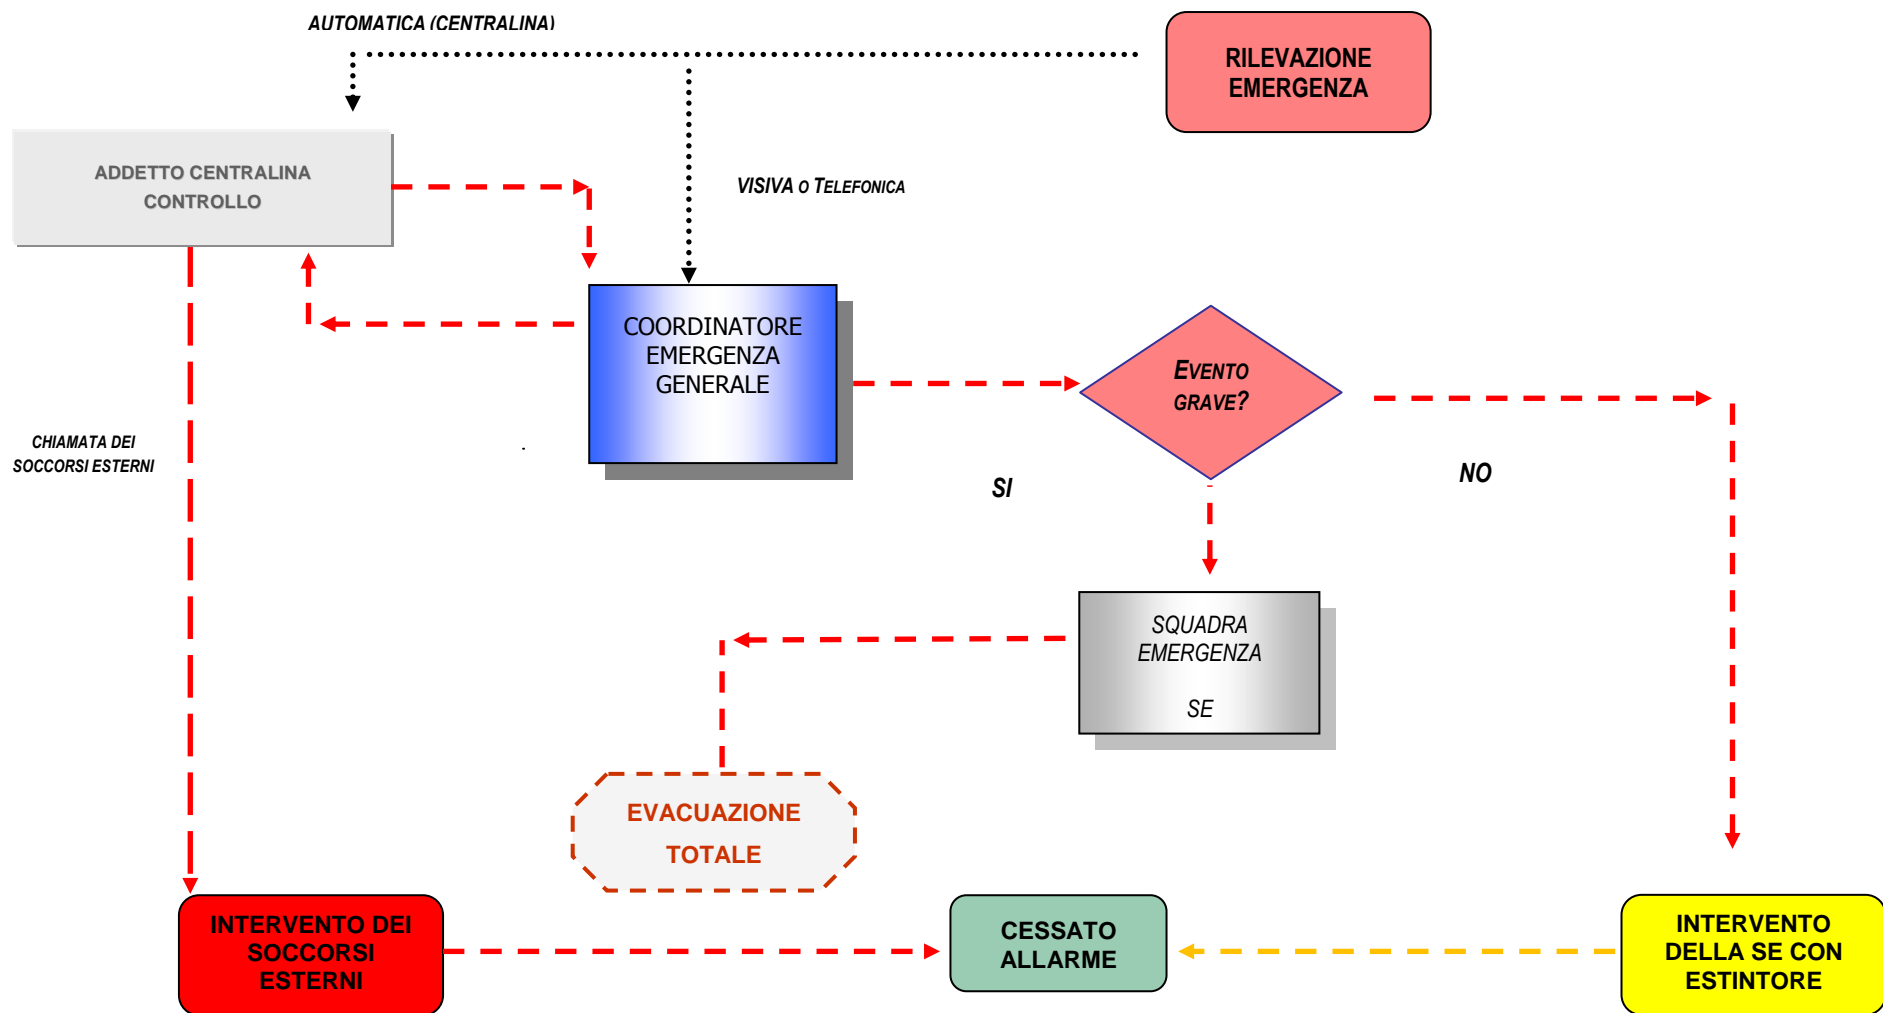 AUTOMATICA (CENTRALINA)
RILEVAZIONE
EMERGENZA
ADDETTO CENTRALINA
CONTROLLO
VISIVA O TELEFONICA
COORDINATORE
EMERGENZA
GENERALE
EVENTO
GRAVE?
CHIAMATA DEI
SOCCORSI ESTERNI
.
SI
NO
SQUADRA
EMERGENZA
SE
EVACUAZIONE
TOTALE
INTERVENTO DEI
SOCCORSI
ESTERNI
CESSATO
ALLARME
INTERVENTO
DELLA SE CON
ESTINTORE